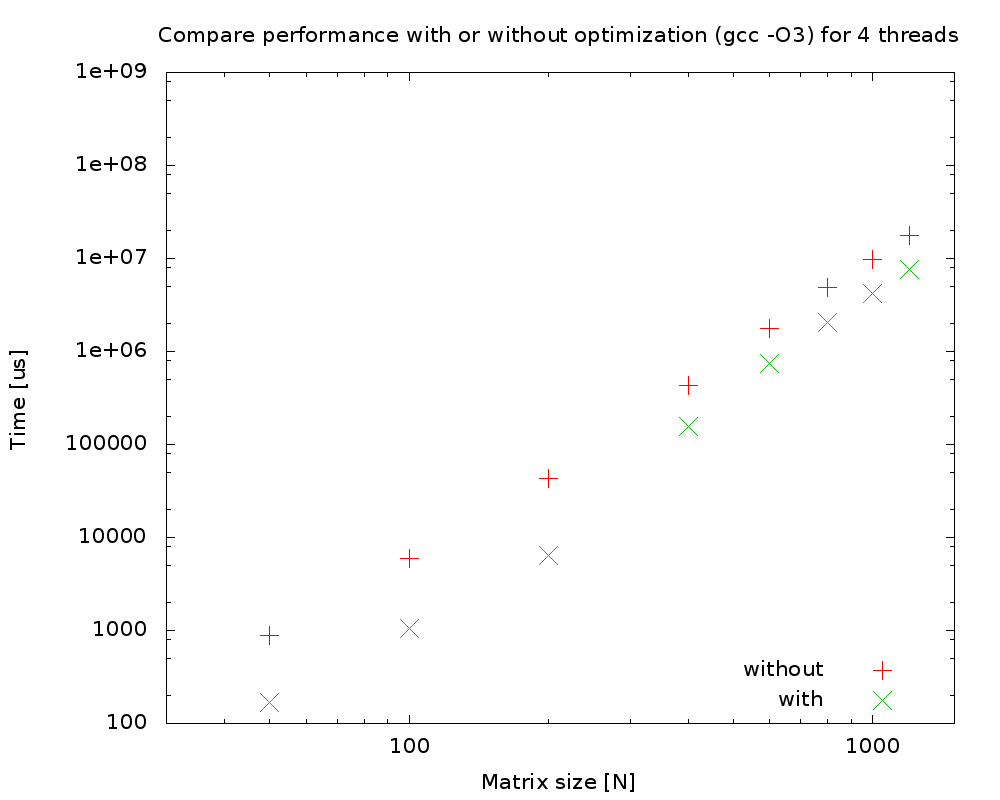 Compare performance with or without optimization (gcc -O3) for 4 threads
1e+09
1e+08
1e+07
1e+06
100000
10000
1000
100
Time [us]
without
with
100
1000
Matrix size [N]